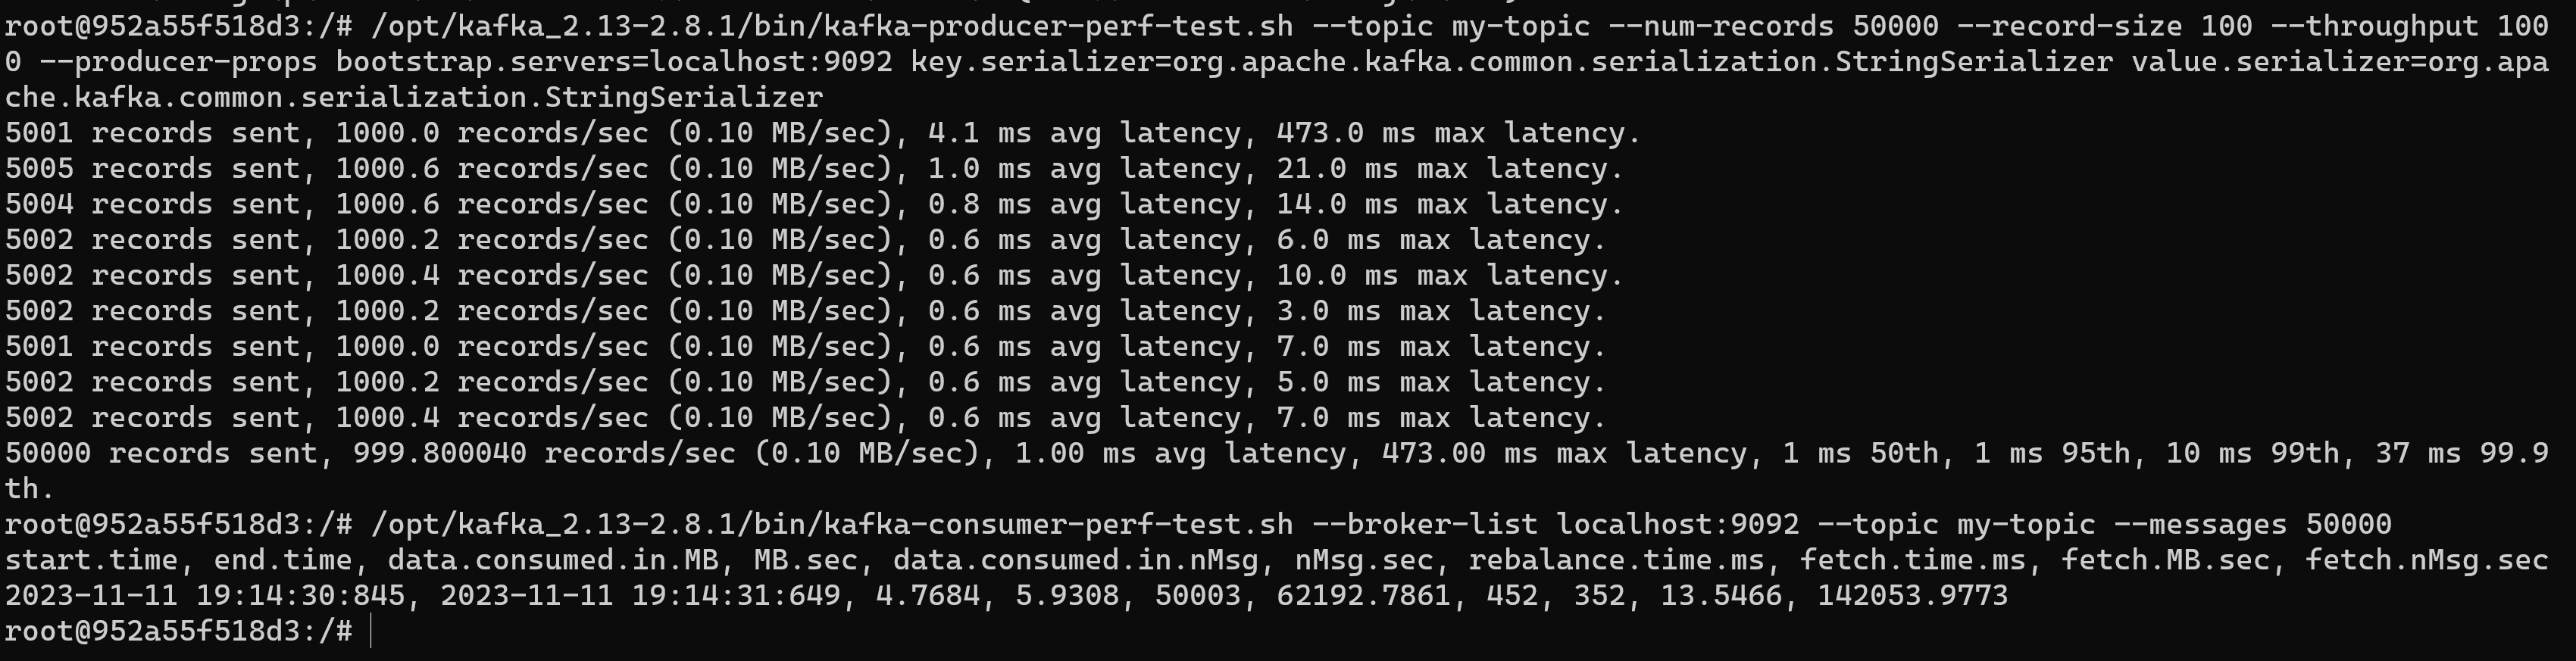 root@952a55f518d3:/# /opt/kafka_2.13-2.8.1/bin/kafka-producer-perf-test.sh --topic my-topic --num-records 50000 --record-size 100 --throughput 100
0 --producer-props bootstrap.servers=localhost:9092 key.serializer=org.apache.kafka.common.serialization.StringSerializer value.serializer=org.apa
che.kafka.common.serialization.StringSerializer
5001 records sent, 1000.0 records/sec (0.10 MB/sec), 4.1 ms avg latency, 473.0 ms max latency.
5005 records sent, 1000.6 records/sec (0.10 MB/sec), 1.0 ms avg latency, 21.0 ms max latency.
5004 records sent, 1000.6 records/sec (0.10 MB/sec), 0.8 ms avg latency, 14.0 ms max latency.
5002 records sent, 1000.2 records/sec (0.10 MB/sec), 0.6 ms avg latency, 6.0 ms max latency.
5002 records sent, 1000.4 records/sec (0.10 MB/sec), 0.6 ms avg latency, 10.0 ms max latency.
5002 records sent, 1000.2 records/sec (0.10 MB/sec), 0.6 ms avg latency, 3.0 ms max latency.
5001 records sent, 1000.0 records/sec (0.10 MB/sec), 0.6 ms avg latency, 7.0 ms max latency.
5002 records sent, 1000.2 records/sec (0.10 MB/sec), 0.6 ms avg latency, 5.0 ms max latency.
5002 records sent, 1000.4 records/sec (0.10 MB/sec), 0.6 ms avg latency, 7.0 ms max latency.
50000 records sent, 999.800040 records/sec (0.10 MB/sec), 1.00 ms avg latency, 473.00 ms max latency, 1 ms 50th, 1 ms 95th, 10 ms 99th, 37 ms 99.9
th.
root@952a55f518d3:/# /opt/kafka_2.13-2.8.1/bin/kafka-consumer-perf-test.sh --broker-list localhost:9092 --topic my-topic --messages 50000
start.time, end.time, data.consumed.in.MB, MB.sec, data.consumed.in.nMsg, nMsg.sec, rebalance.time.ms, fetch.time.ms, fetch.MB.sec, fetch.nMsg.sec
2023-11-11 19:14:30:845, 2023-11-11 19:14:31:649, 4.7684, 5.9308, 50003, 62192.7861, 452, 352, 13.5466, 142053.9773
root@952a55f518d3:/#